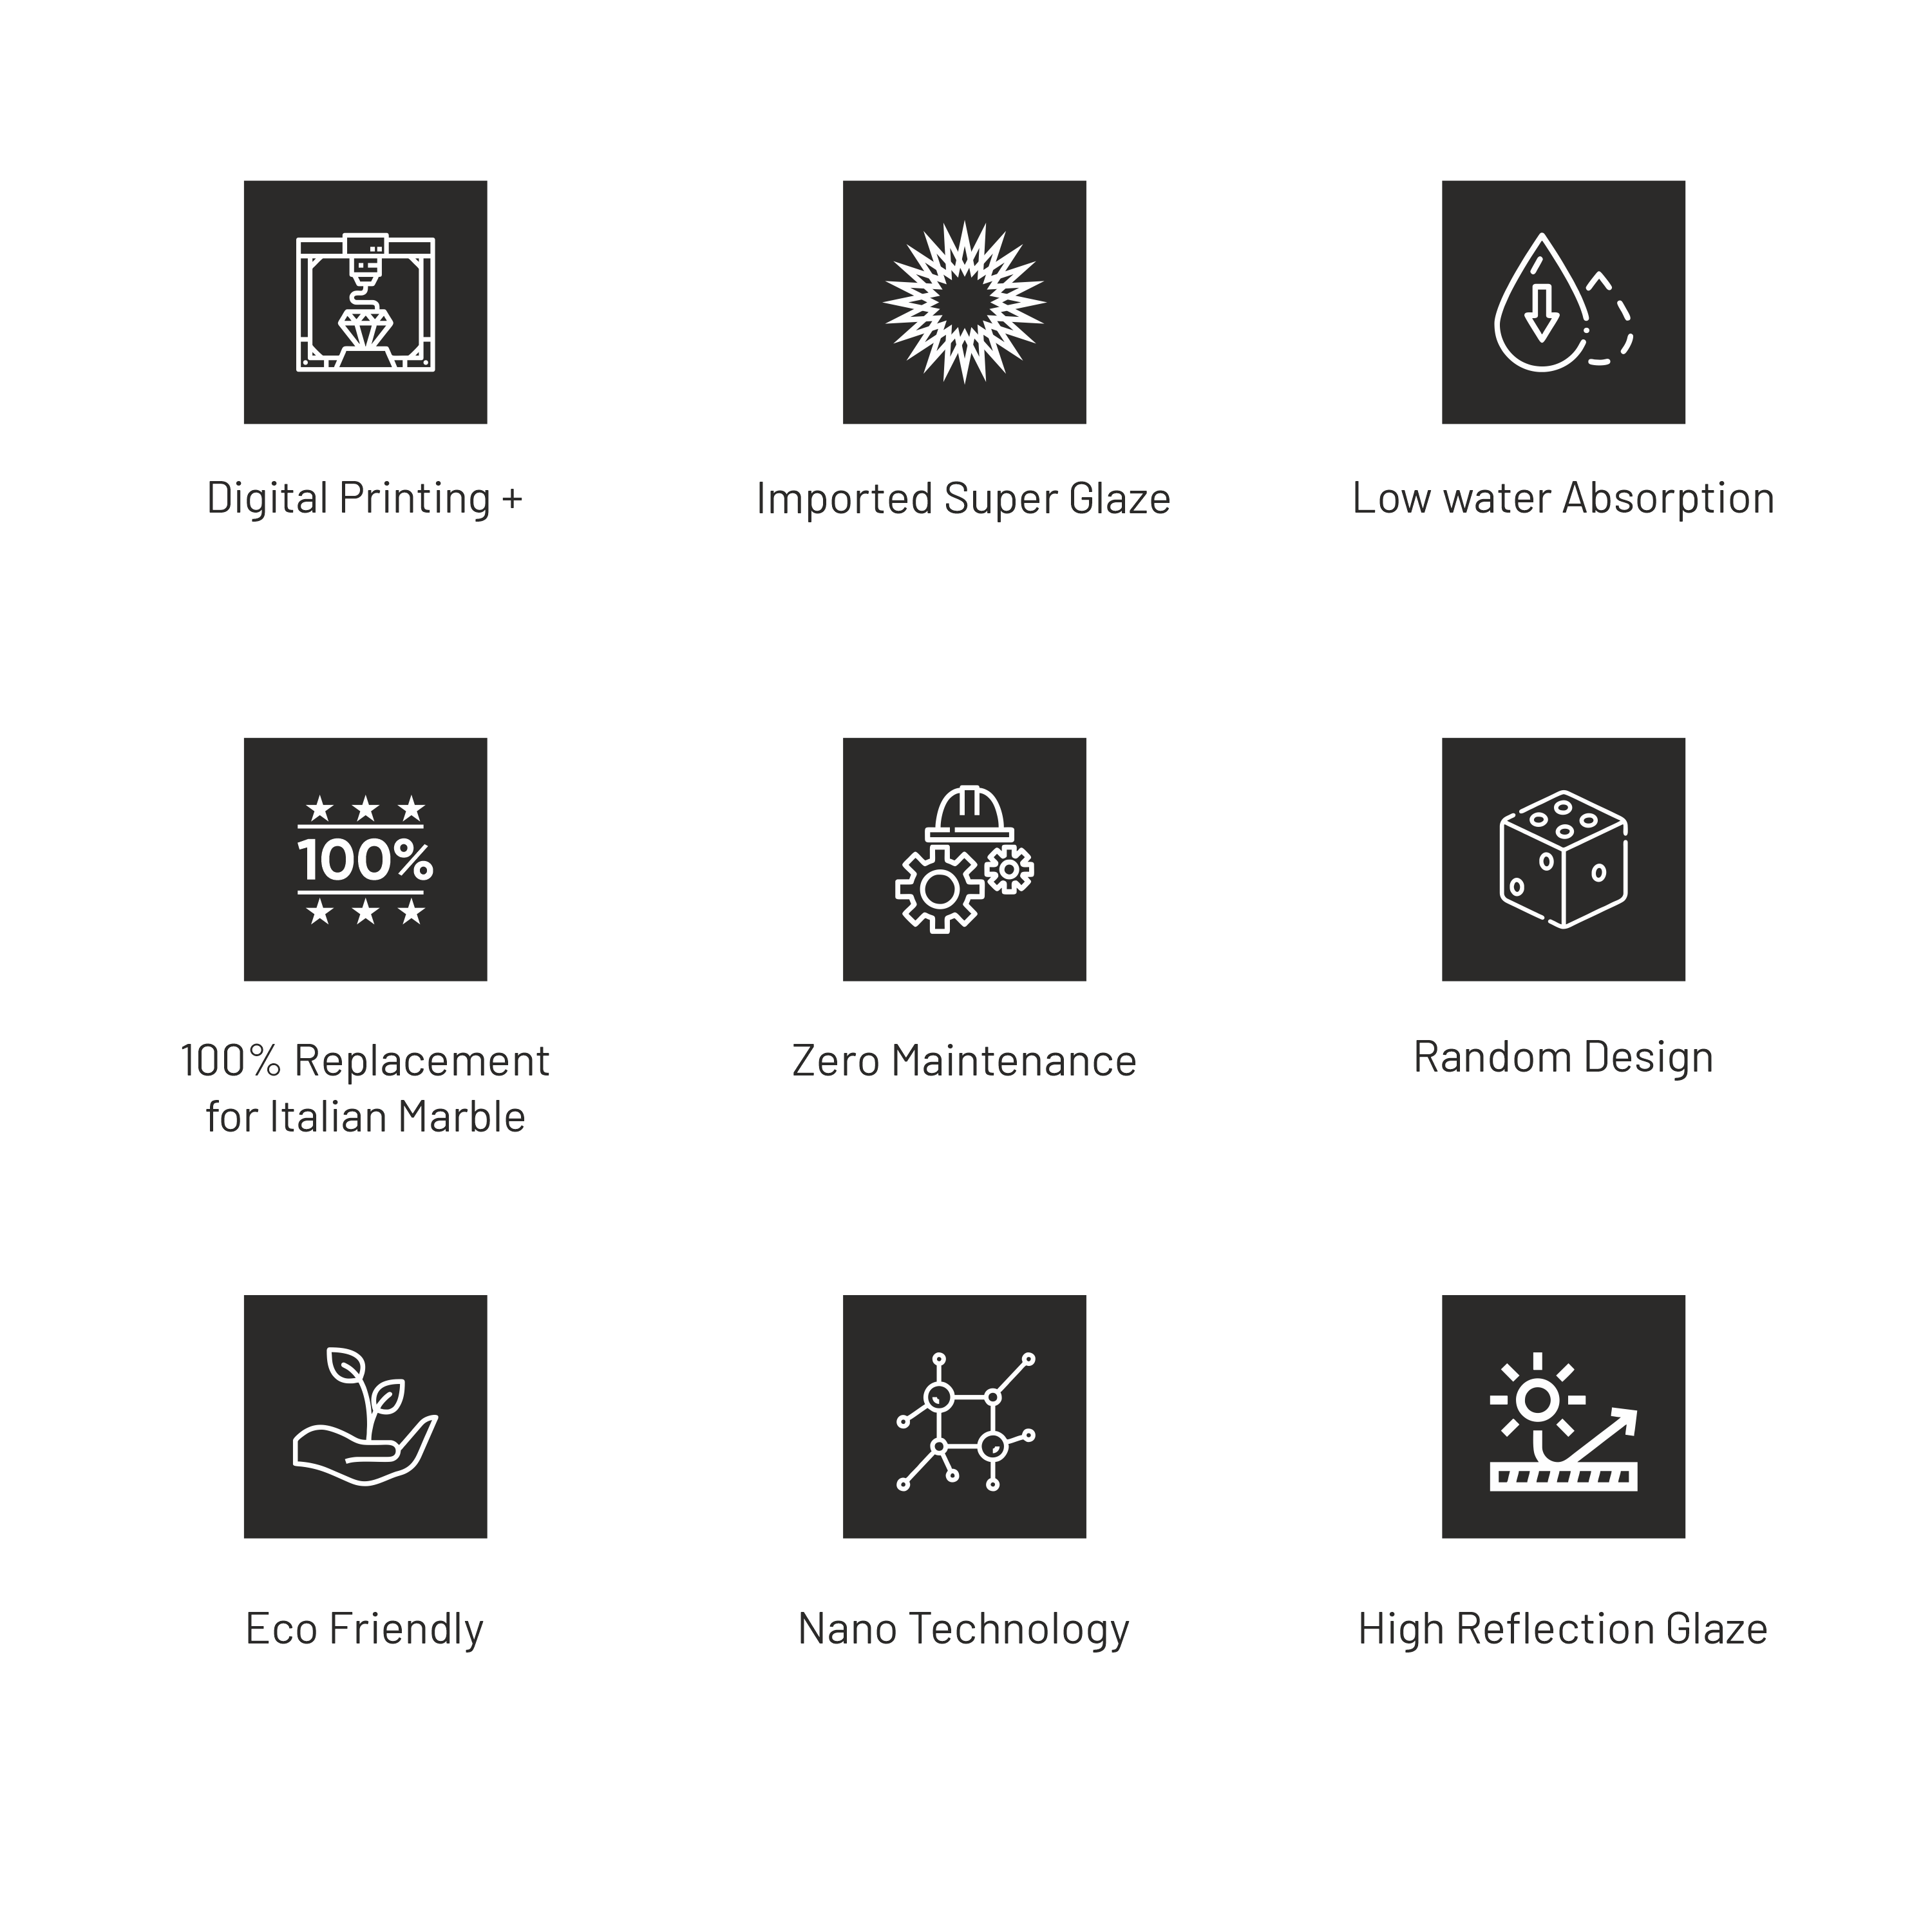 Digital Printing +
Imported Super Glaze
Low water Absorption
100%
100% Replacement
for Italian Marble
Zero Maintenance
Random Design
Eco Friendly
Nano Technology
High Reflection Glaze